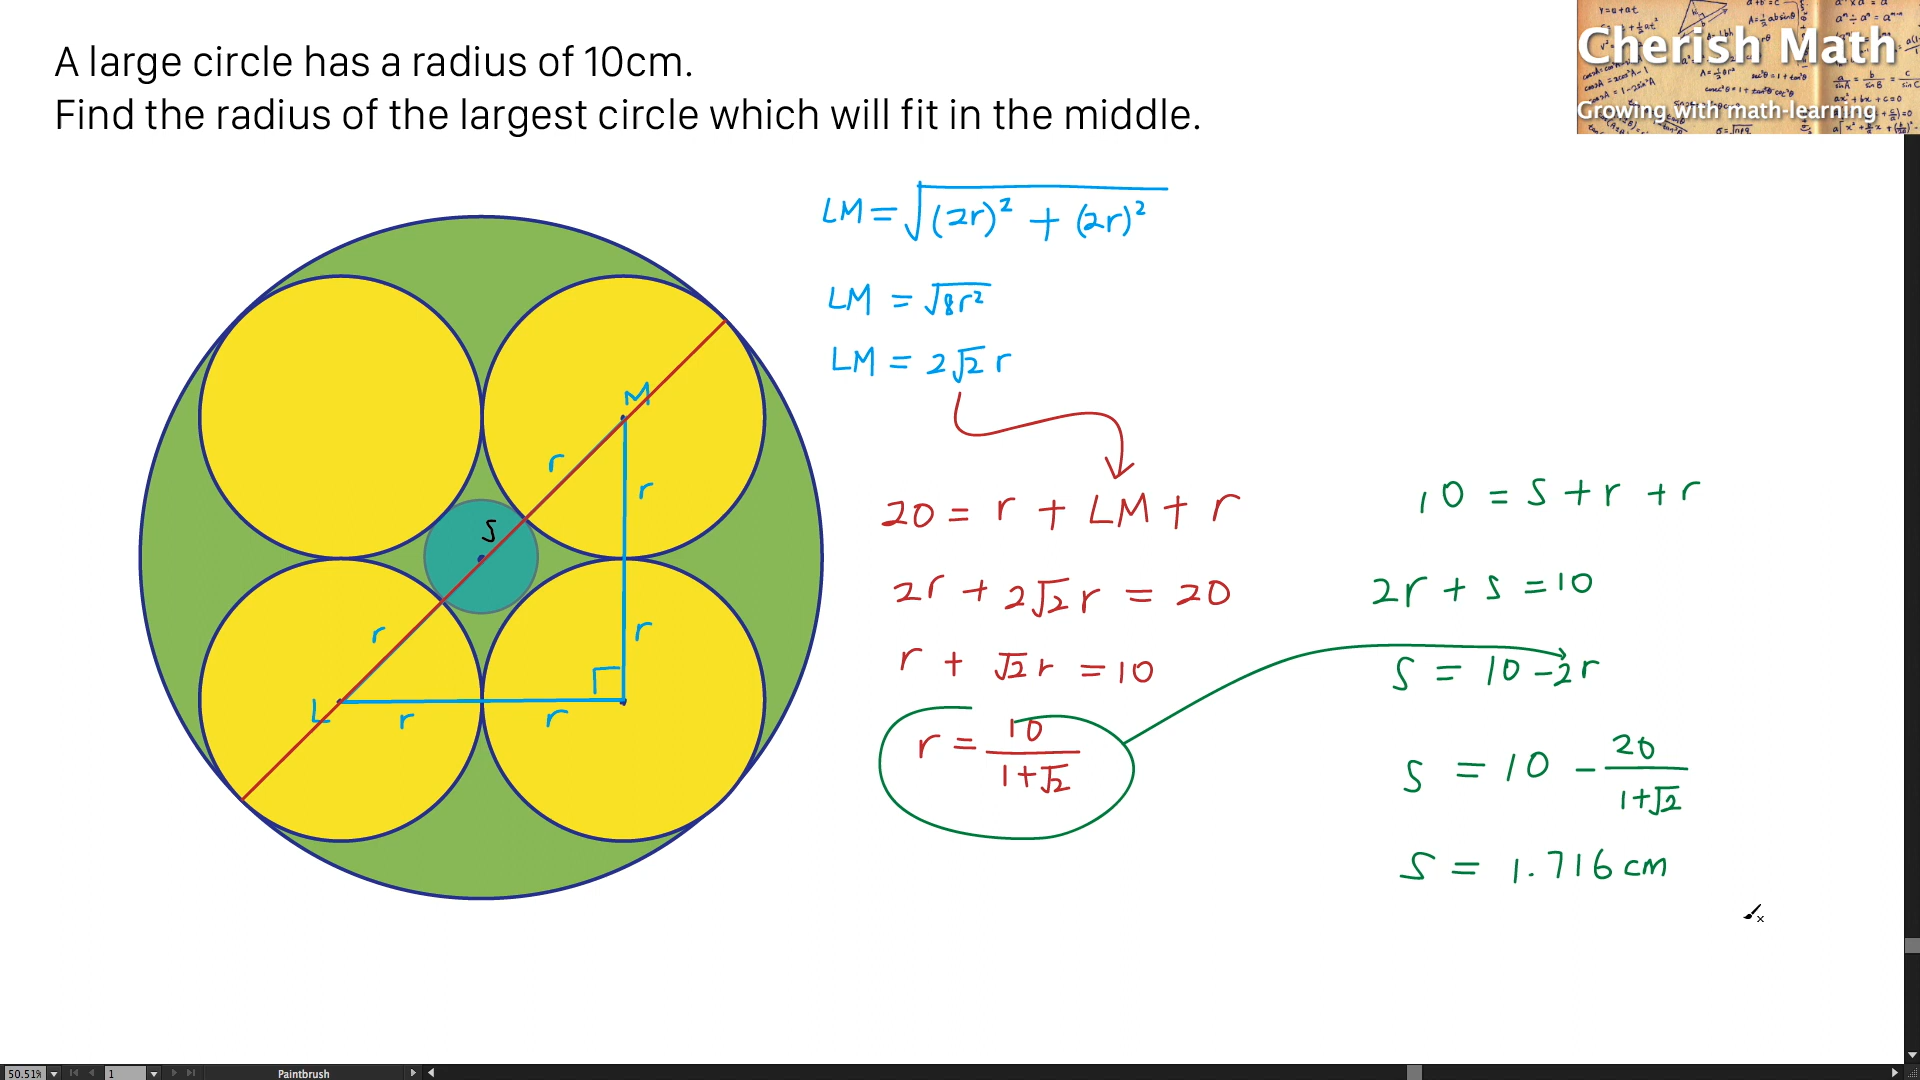 A large circle has a radius of 10cm.
Find the radius of the largest circle which will fit in the middle.
Cherish Math
Growing with math-learning
LM = √(2r)² + (2r)²
LM = √8r²
LM = 2√2 r
20 = r + LM + r
2r + 2√2 r = 20
r + √2 r = 10
r = 10/1+√2
10 = S + r + r
2r + S = 10
S = 10 - 2r
S = 10 - 20/1+√2
S = 1.716 cm
M
r
r
S
r
r
L
r
r
50.51%
1
Paintbrush